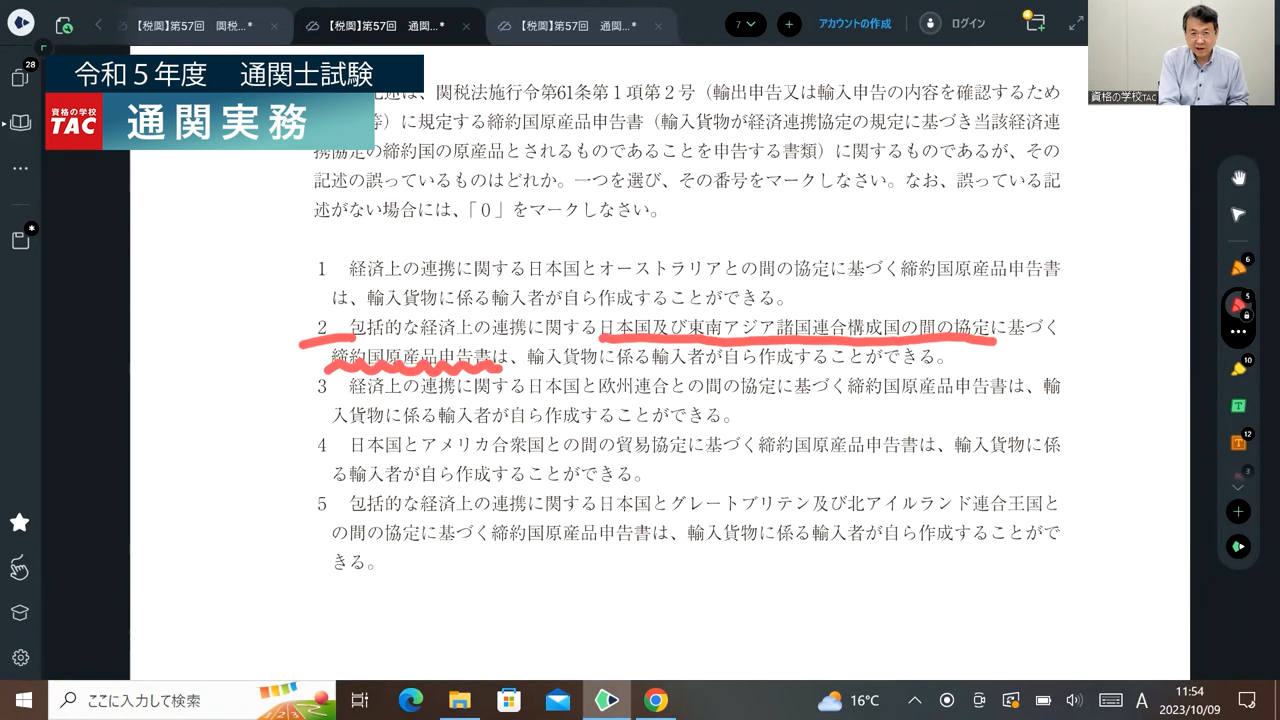 【税関】第57回 関税...*
【税関】第57回 通関...*
【税関】第57回 通関...*
7
アカウントの作成
ログイン
28
令和５年度 通関士試験
資格の学校
TAC
通関実務
資格の学校TAC
は、関税法施行令第61条第１項第２号（輸出申告又は輸入申告の内容を確認するため
等）に規定する締約国原産品申告書（輸入貨物が経済連携協定の規定に基づき当該経済連
携協定の締約国の原産品とされるものであることを申告する書類）に関するものであるが、その
記述の誤っているものはどれか。一つを選び、その番号をマークしなさい。なお、誤っている記
述がない場合には、「０」をマークしなさい。
１ 経済上の連携に関する日本国とオーストラリアとの間の協定に基づく締約国原産品申告書
は、輸入貨物に係る輸入者が自ら作成することができる。
２ 包括的な経済上の連携に関する日本国及び東南アジア諸国連合構成国の間の協定に基づく
締約国原産品申告書は、輸入貨物に係る輸入者が自ら作成することができる。
３ 経済上の連携に関する日本国と欧州連合との間の協定に基づく締約国原産品申告書は、輸
入貨物に係る輸入者が自ら作成することができる。
４ 日本国とアメリカ合衆国との間の貿易協定に基づく締約国原産品申告書は、輸入貨物に係
る輸入者が自ら作成することができる。
５ 包括的な経済上の連携に関する日本国とグレートブリテン及び北アイルランド連合王国と
の間の協定に基づく締約国原産品申告書は、輸入貨物に係る輸入者が自ら作成することがで
きる。
6
5
10
T
12
T
3
ここに入力して検索
16°C
A
11:54
2023/10/09